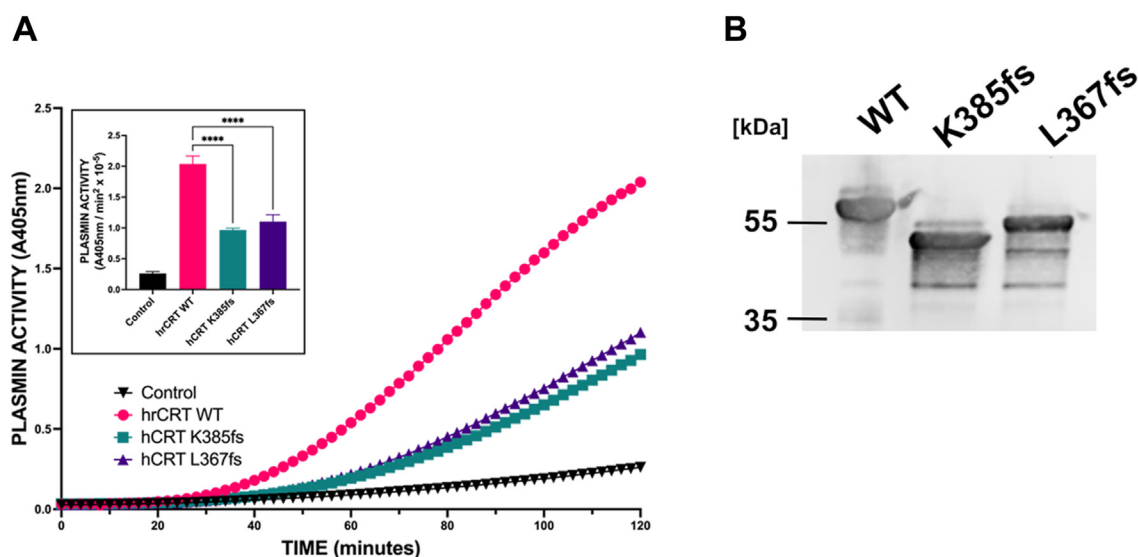 A
PLASMIN ACTIVITY (A405nm)
2.5
2.0
1.5
1.0
0.5
0.0
0
20
40
60
80
100
120
TIME (minutes)
PLASMIN ACTIVITY
(A405nm / min² x 10⁻⁵)
2.5
2.0
1.5
1.0
0.5
0.0
****
****
Control
hrCRT WT
hCRT K385fs
hCRT L367fs
Control
hrCRT WT
hCRT K385fs
hCRT L367fs
B
[kDa]
WT
K385fs
L367fs
55
35